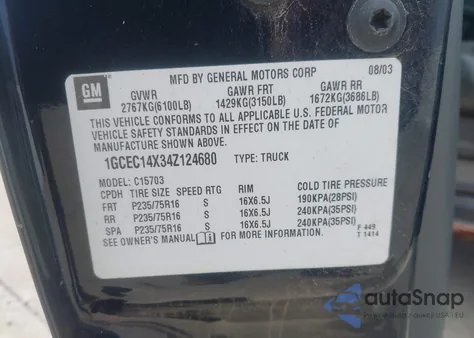 GM
MFD BY GENERAL MOTORS CORP 08/03
GVWR GAWR FRT GAWR RR
2767KG(6100LB) 1429KG(3150LB) 1672KG(3686LB)
THIS VEHICLE CONFORMS TO ALL APPLICABLE U.S. FEDERAL MOTOR
VEHICLE SAFETY STANDARDS IN EFFECT ON THE DATE OF
MANUFACTURE SHOWN ABOVE.
1GCEC14X34Z124680 TYPE: TRUCK
MODEL: C15703
CPDH TIRE SIZE SPEED RTG RIM COLD TIRE PRESSURE
FRT P235/75R16 S 16X6.5J 190KPA(28PSI)
RR P235/75R16 S 16X6.5J 240KPA(35PSI)
SPA P235/75R16 S 16X6.5J 240KPA(35PSI)
SEE OWNER'S MANUAL FOR MORE INFORMATION.
F 449
T 1414
autoSnap